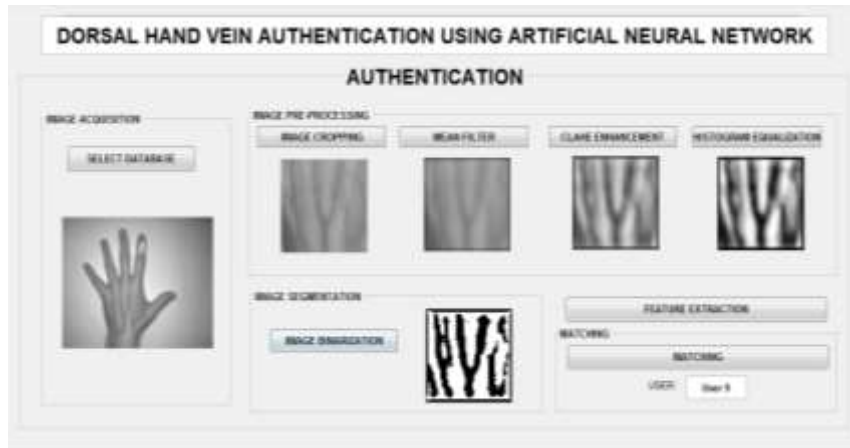 DORSAL HAND VEIN AUTHENTICATION USING ARTIFICIAL NEURAL NETWORK
AUTHENTICATION
IMAGE ACQUISITION
SELECT DATABASE
IMAGE PRE-PROCESSING
IMAGE CROPPING
MEAN FILTER
CLAHE ENHANCEMENT
HISTOGRAM EQUALIZATION
IMAGE SEGMENTATION
IMAGE BINARIZATION
FEATURE EXTRACTION
MATCHING
MATCHING
USER